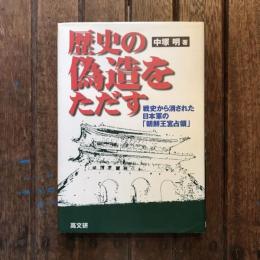 歴史の
偽造を
ただす
中塚 明 著
戦史から消された
日本軍の
「朝鮮王宮占領」
高文研